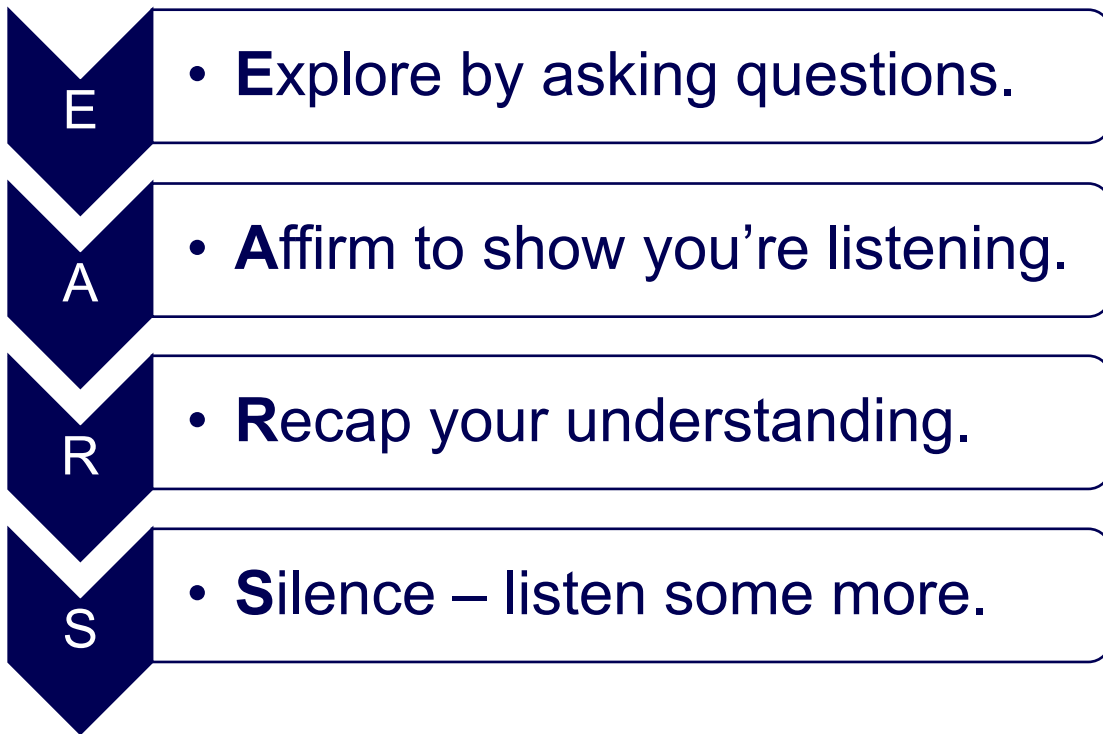 E
• Explore by asking questions.
A
• Affirm to show you’re listening.
R
• Recap your understanding.
S
• Silence – listen some more.